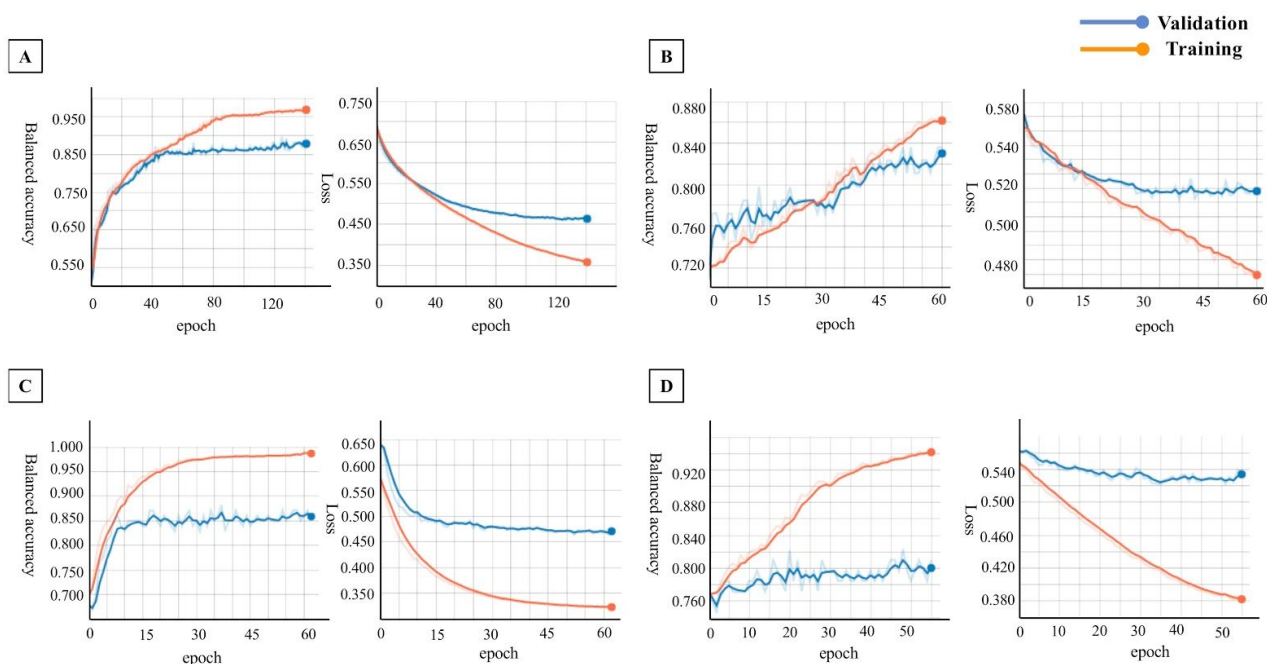 Validation
Training
A
Balanced accuracy
0.950
0.850
0.750
0.650
0.550
0 40 80 120
epoch
Loss
0.750
0.650
0.550
0.450
0.350
0 40 80 120
epoch
B
Balanced accuracy
0.880
0.840
0.800
0.760
0.720
0 15 30 45 60
epoch
Loss
0.580
0.540
0.520
0.500
0.480
0 15 30 45 60
epoch
C
Balanced accuracy
1.000
0.950
0.900
0.850
0.800
0.750
0.700
0 15 30 45 60
epoch
Loss
0.650
0.600
0.550
0.500
0.450
0.400
0.350
0 15 30 45 60
epoch
D
Balanced accuracy
0.920
0.880
0.840
0.800
0.760
0 10 20 30 40 50
epoch
Loss
0.540
0.500
0.460
0.420
0.380
0 10 20 30 40 50
epoch